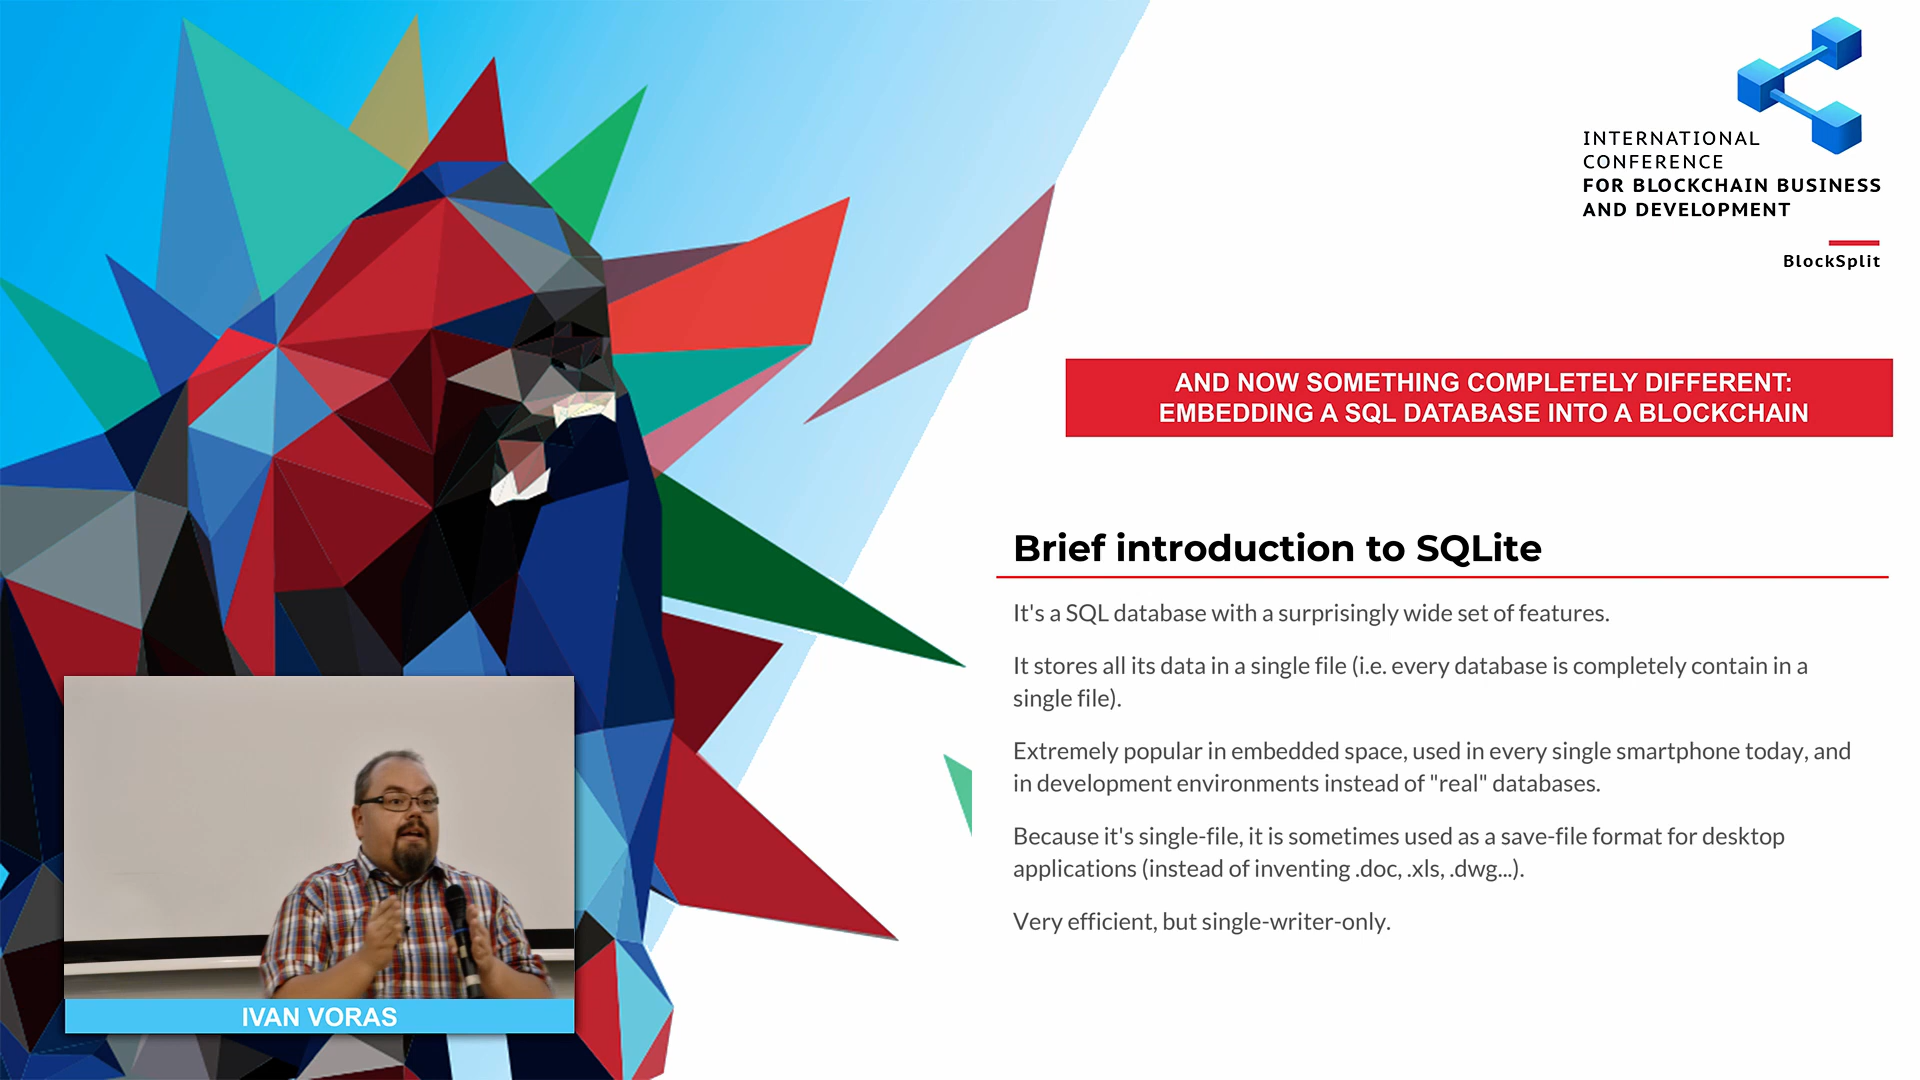 INTERNATIONAL
CONFERENCE
FOR BLOCKCHAIN BUSINESS
AND DEVELOPMENT
BlockSplit
AND NOW SOMETHING COMPLETELY DIFFERENT:
EMBEDDING A SQL DATABASE INTO A BLOCKCHAIN
Brief introduction to SQLite
It's a SQL database with a surprisingly wide set of features.
It stores all its data in a single file (i.e. every database is completely contain in a
single file).
Extremely popular in embedded space, used in every single smartphone today, and
in development environments instead of "real" databases.
Because it's single-file, it is sometimes used as a save-file format for desktop
applications (instead of inventing .doc, .xls, .dwg...).
Very efficient, but single-writer-only.
IVAN VORAS